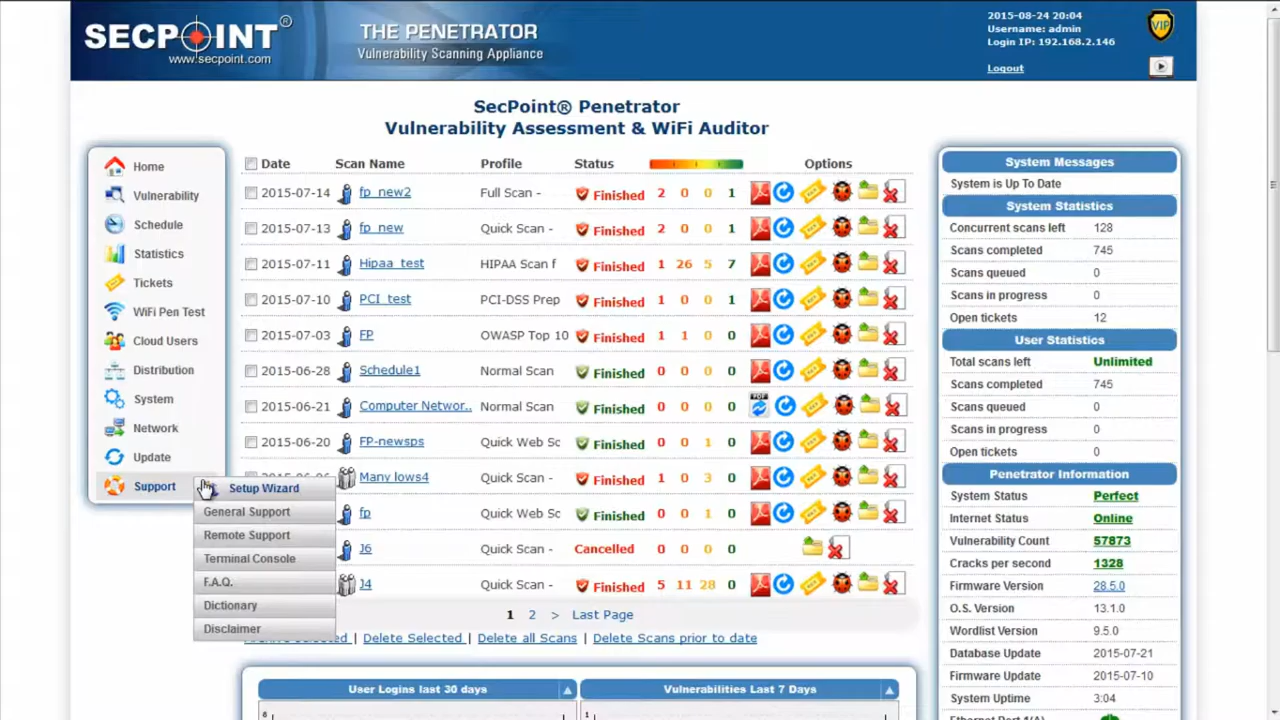 SECPOINT®
www.secpoint.com
THE PENETRATOR
Vulnerability Scanning Appliance
2015-08-24 20:04
Username: admin
Login IP: 192.168.2.146
Logout
VIP
SecPoint® Penetrator
Vulnerability Assessment & WiFi Auditor
Home
Vulnerability
Schedule
Statistics
Tickets
WiFi Pen Test
Cloud Users
Distribution
System
Network
Update
Support
Setup Wizard
General Support
Remote Support
Terminal Console
F.A.Q.
Dictionary
Disclaimer
Date Scan Name Profile Status Options
2015-07-14 fp_new2 Full Scan - Finished 2 0 0 1
2015-07-13 fp_new Quick Scan - Finished 2 0 0 1
2015-07-11 Hipaa_test HIPAA Scan f Finished 1 26 5 7
2015-07-10 PCI_test PCI-DSS Prep Finished 1 0 0 1
2015-07-03 FP OWASP Top 10 Finished 1 1 0 0
2015-06-28 Schedule1 Normal Scan Finished 0 0 0 0
2015-06-21 Computer Networ.. Normal Scan Finished 0 0 0 0
2015-06-20 FP-newsps Quick Web Sc Finished 0 0 1 0
Many lows4 Quick Scan - Finished 1 0 3 0
fp Quick Web Sc Finished 0 0 1 0
J6 Quick Scan - Cancelled 0 0 0 0
J4 Quick Scan - Finished 5 11 28 0
1 2 > Last Page
Selected | Delete Selected | Delete all Scans | Delete Scans prior to date
User Logins last 30 days
8
Vulnerabilities Last 7 Days
1
System Messages
System is Up To Date
System Statistics
Concurrent scans left 128
Scans completed 745
Scans queued 0
Scans in progress 0
Open tickets 12
User Statistics
Total scans left Unlimited
Scans completed 745
Scans queued 0
Scans in progress 0
Open tickets 0
Penetrator Information
System Status Perfect
Internet Status Online
Vulnerability Count 57873
Cracks per second 1328
Firmware Version 28.5.0
O.S. Version 13.1.0
Wordlist Version 9.5.0
Database Update 2015-07-21
Firmware Update 2015-07-10
System Uptime 3:04